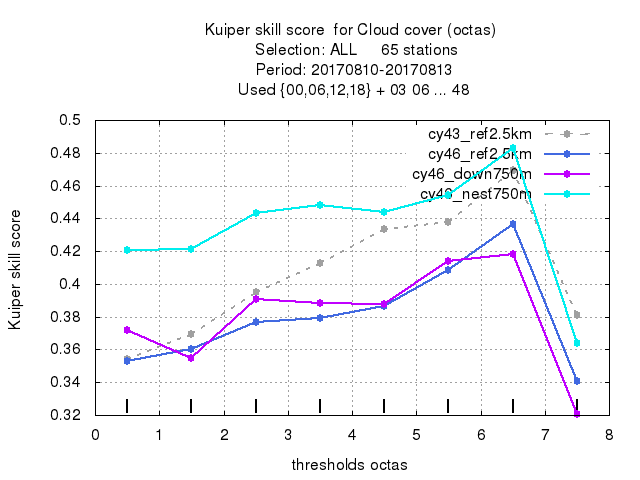 Kuiper skill score for Cloud cover (octas)
Selection: ALL 65 stations
Period: 20170810-20170813
Used {00,06,12,18} + 03 06 ... 48
0.5
0.48
0.46
0.44
0.42
0.4
0.38
0.36
0.34
0.32
Kuiper skill score
cy43_ref2.5km
cy46_ref2.5km
cy46_down750m
cy46_nest750m
0 1 2 3 4 5 6 7 8
thresholds octas